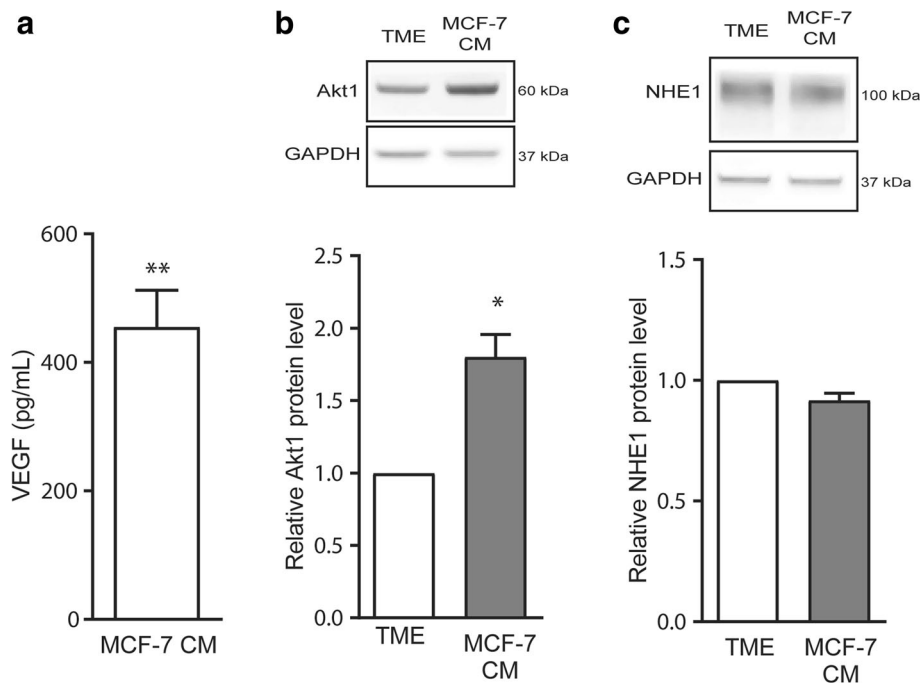 a
VEGF (pg/mL)
600
400
200
0
**
MCF-7 CM
b
TME
MCF-7
CM
Akt1
60 kDa
GAPDH
37 kDa
Relative Akt1 protein level
2.5
2.0
1.5
1.0
0.5
0.0
*
TME
MCF-7
CM
c
TME
MCF-7
CM
NHE1
100 kDa
GAPDH
37 kDa
Relative NHE1 protein level
1.5
1.0
0.5
0.0
TME
MCF-7
CM